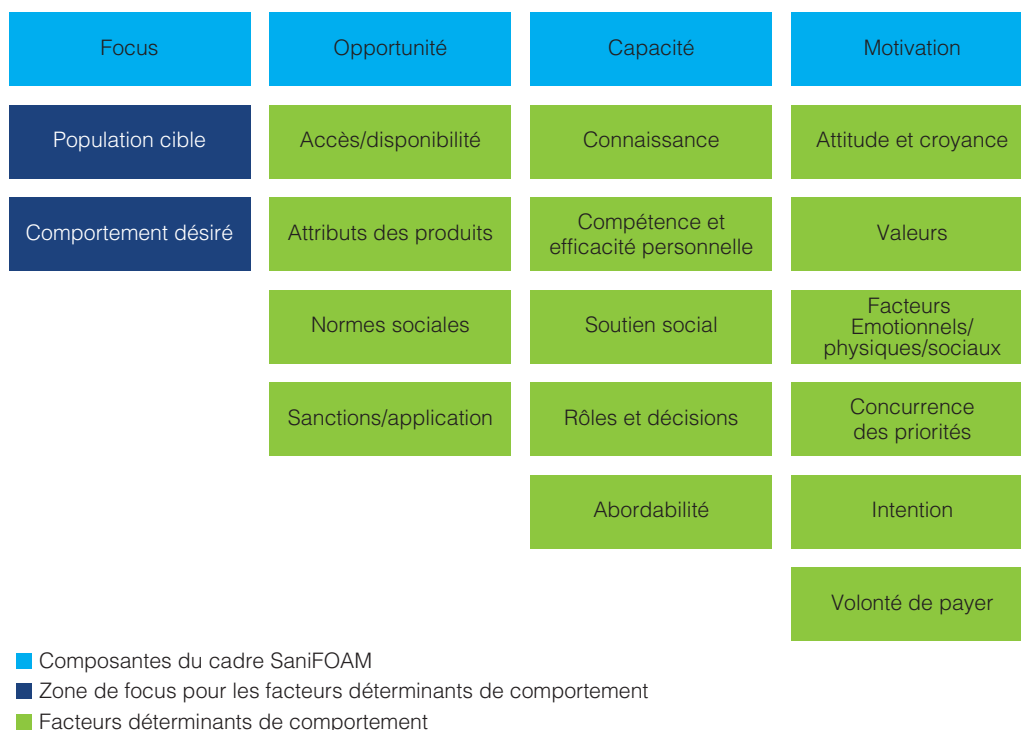 Focus
Opportunité
Capacité
Motivation
Population cible
Accès/disponibilité
Connaissance
Attitude et croyance
Comportement désiré
Attributs des produits
Compétence et
efficacité personnelle
Valeurs
Normes sociales
Soutien social
Facteurs
Emotionnels/
physiques/sociaux
Sanctions/application
Rôles et décisions
Concurrence
des priorités
Abordabilité
Intention
Volonté de payer
Composantes du cadre SaniFOAM
Zone de focus pour les facteurs déterminants de comportement
Facteurs déterminants de comportement